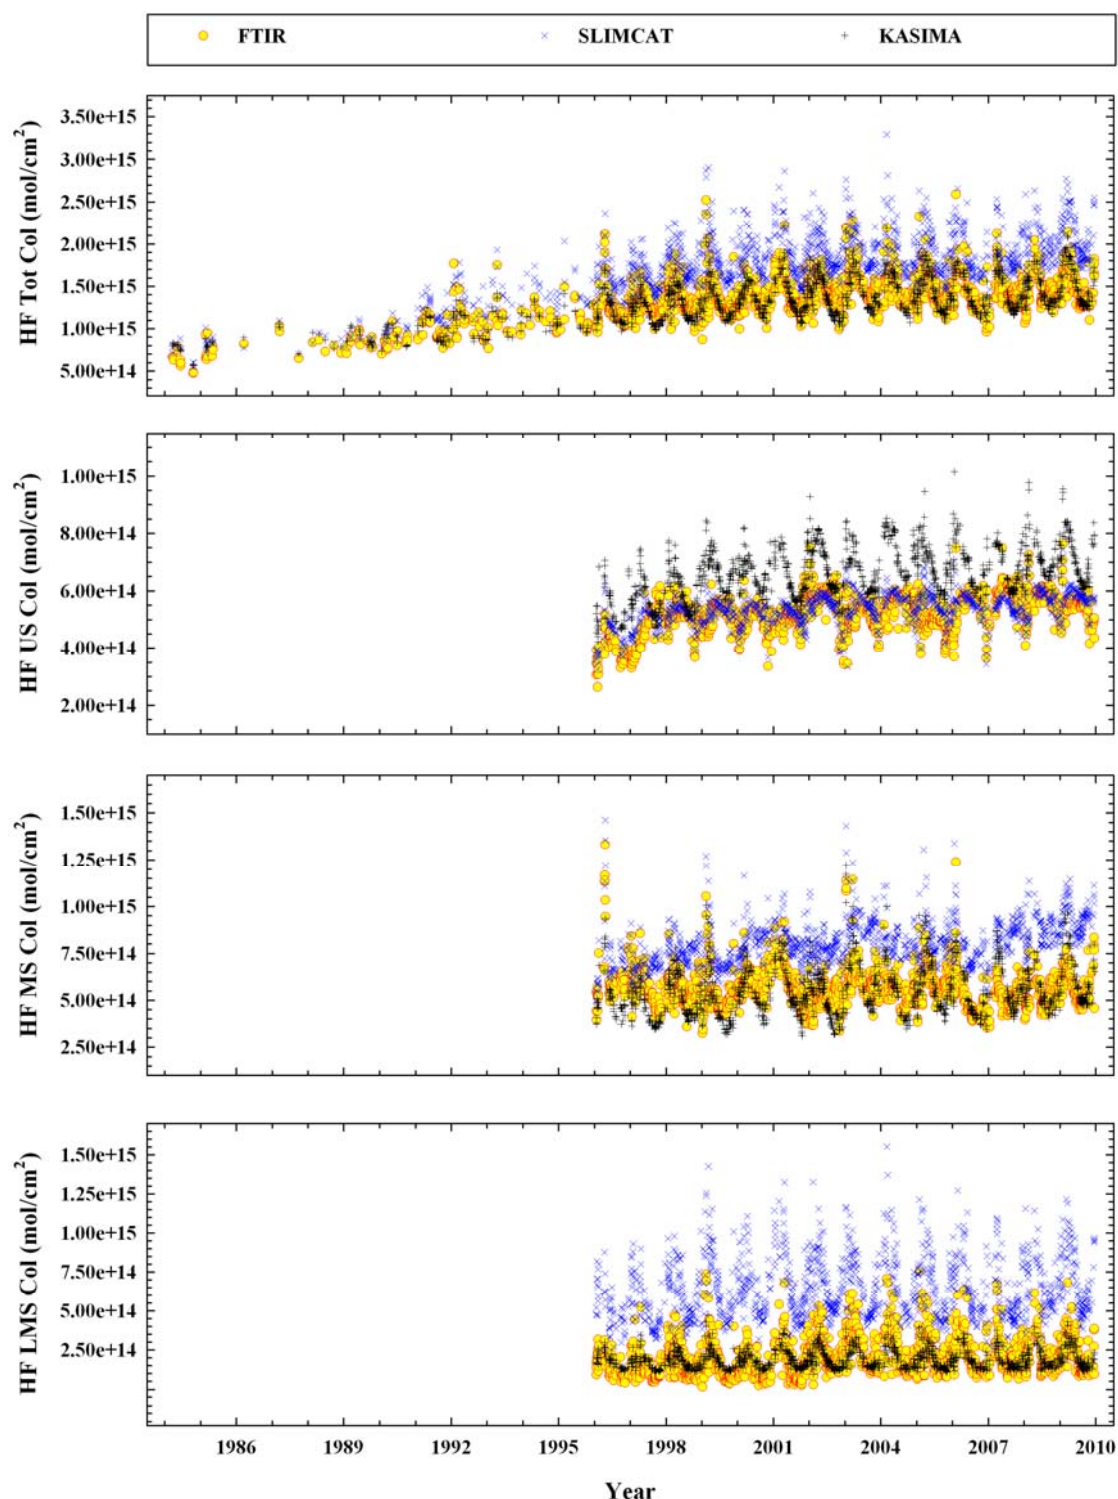 FTIR SLIMCAT KASIMA
HF Tot Col (mol/cm²)
3.50e+15
3.00e+15
2.50e+15
2.00e+15
1.50e+15
1.00e+15
5.00e+14
HF US Col (mol/cm²)
1.00e+15
8.00e+14
6.00e+14
4.00e+14
2.00e+14
HF MS Col (mol/cm²)
1.50e+15
1.25e+15
1.00e+15
7.50e+14
5.00e+14
2.50e+14
HF LMS Col (mol/cm²)
1.50e+15
1.25e+15
1.00e+15
7.50e+14
5.00e+14
2.50e+14
1986 1989 1992 1995 1998 2001 2004 2007 2010
Year